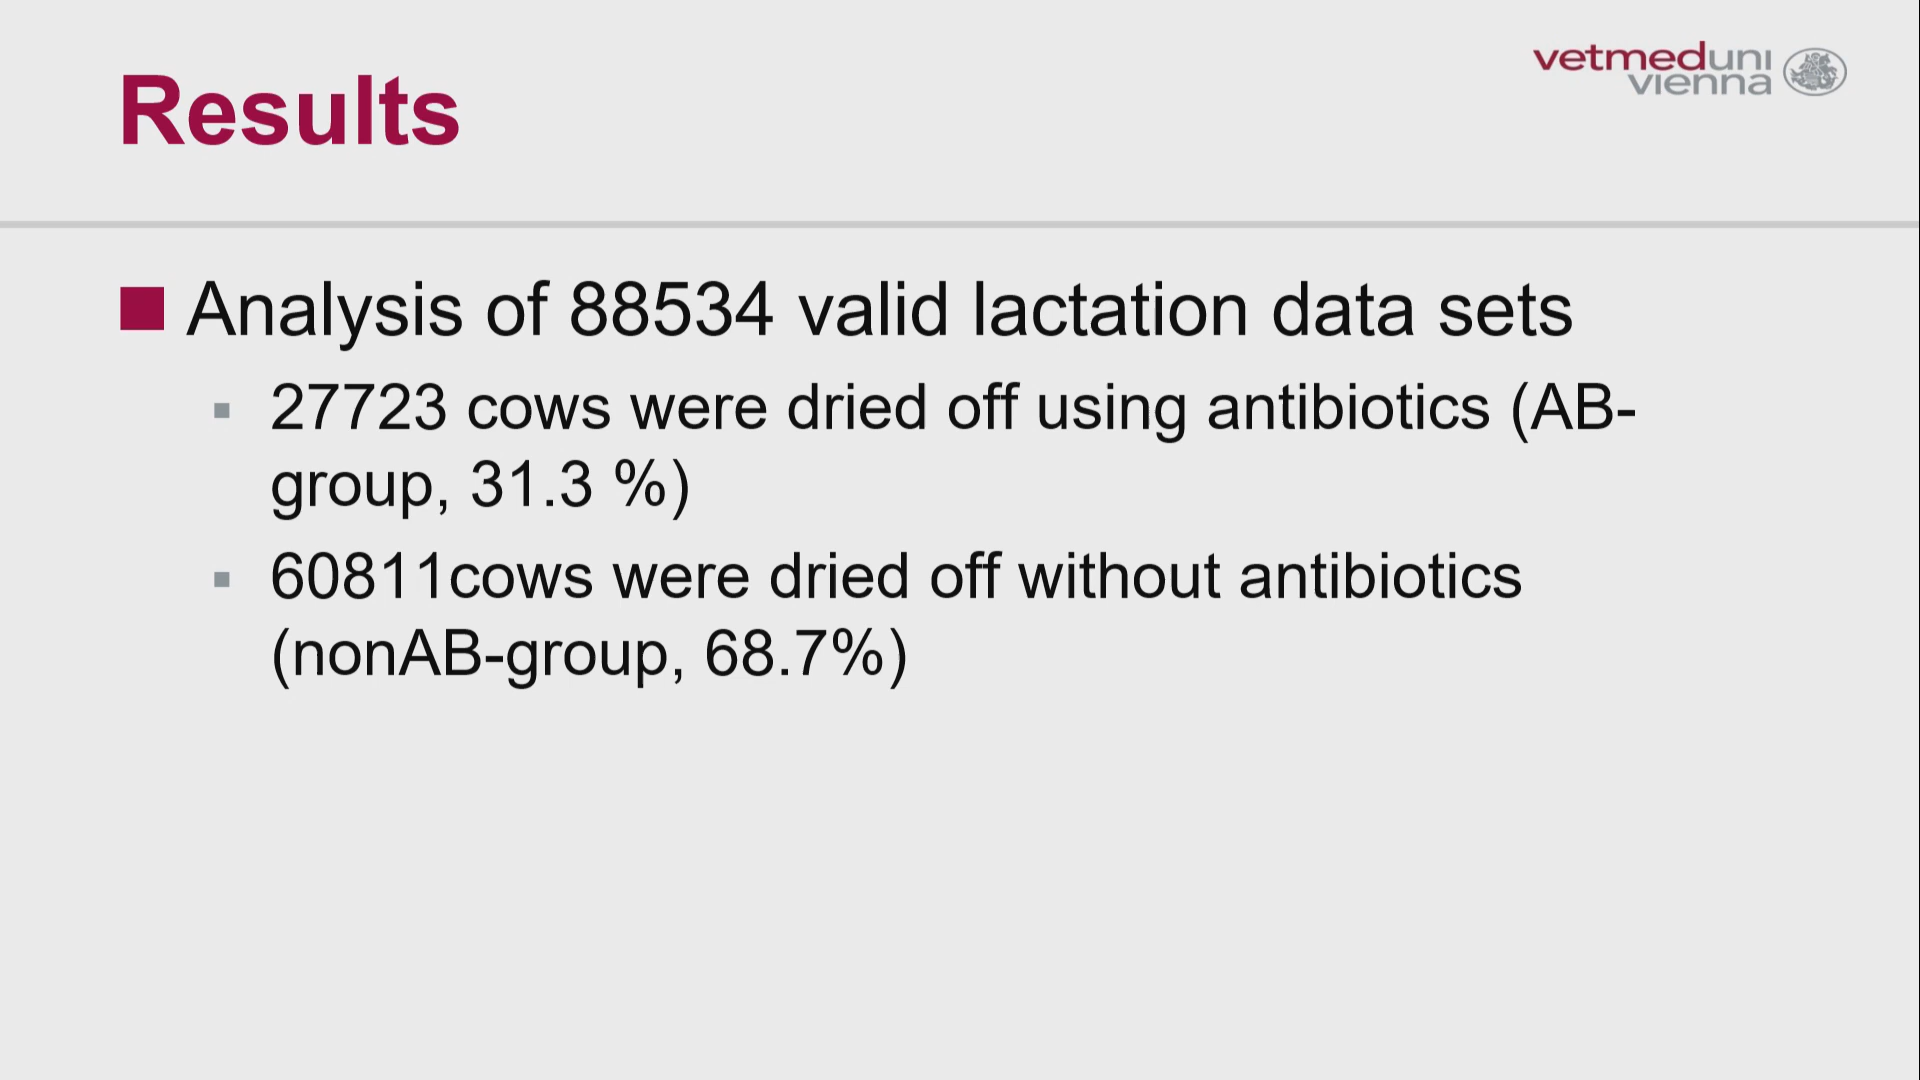 Results
vetmeduni
vienna
Analysis of 88534 valid lactation data sets
27723 cows were dried off using antibiotics (AB-
group, 31.3 %)
60811cows were dried off without antibiotics
(nonAB-group, 68.7%)